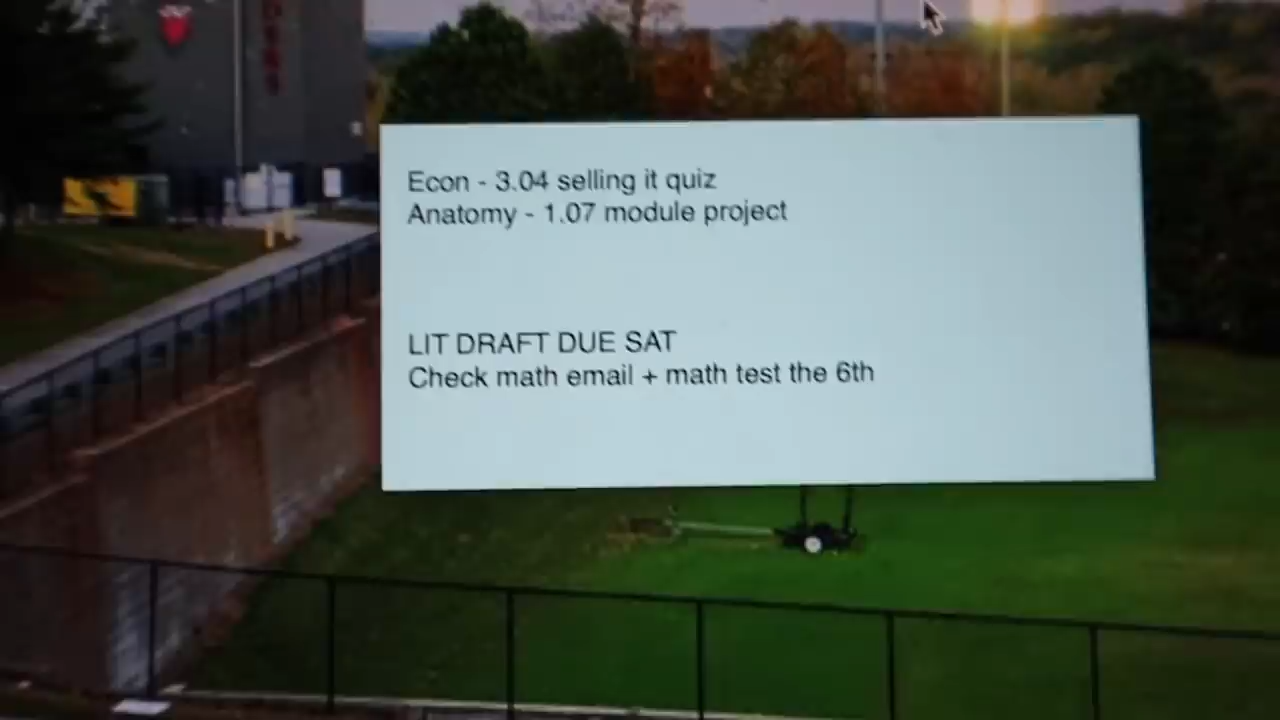 Econ - 3.04 selling it quiz
Anatomy - 1.07 module project
LIT DRAFT DUE SAT
Check math email + math test the 6th